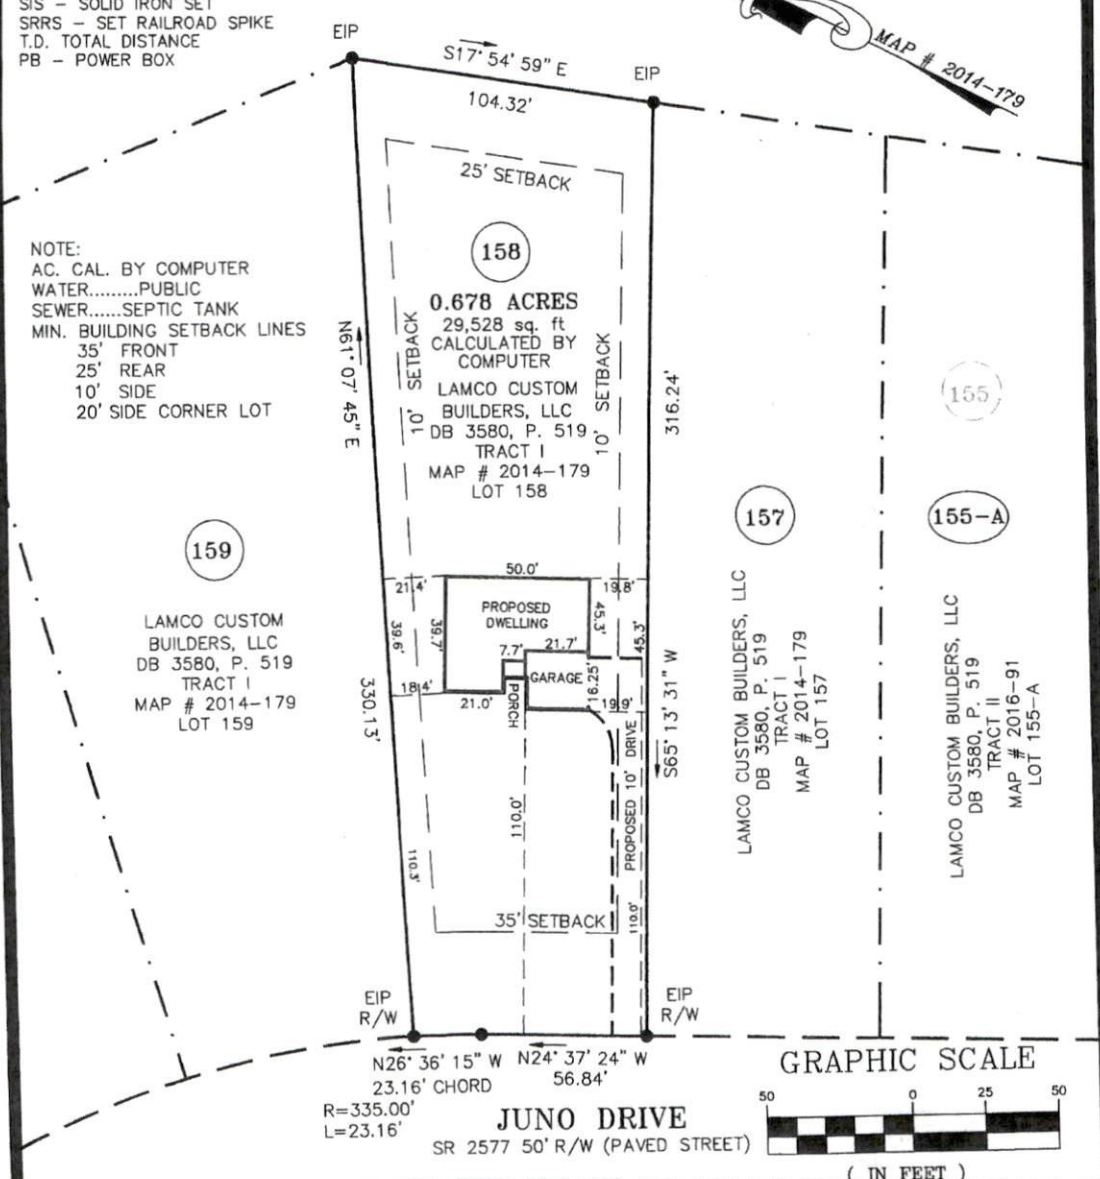 SIS – SOLID IRON SET
SRRS – SET RAILROAD SPIKE
T.D. TOTAL DISTANCE
PB – POWER BOX
EIP
S17° 54' 59" E
104.32'
EIP
MAP # 2014–179
25' SETBACK
NOTE:
AC. CAL. BY COMPUTER
WATER.........PUBLIC
SEWER......SEPTIC TANK
MIN. BUILDING SETBACK LINES
35' FRONT
25' REAR
10' SIDE
20' SIDE CORNER LOT
158
0.678 ACRES
29,528 sq. ft
CALCULATED BY
COMPUTER
LAMCO CUSTOM
BUILDERS, LLC
DB 3580, P. 519
TRACT I
MAP # 2014–179
LOT 158
N61° 07' 45" E
330.13'
10' SETBACK
10' SETBACK
316.24'
S65° 13' 31" W
159
LAMCO CUSTOM
BUILDERS, LLC
DB 3580, P. 519
TRACT I
MAP # 2014–179
LOT 159
157
LAMCO CUSTOM BUILDERS, LLC
DB 3580, P. 519
TRACT I
MAP # 2014–179
LOT 157
155
155–A
LAMCO CUSTOM BUILDERS, LLC
DB 3580, P. 519
TRACT II
MAP # 2016–91
LOT 155–A
50.0'
21.4'
19.8'
PROPOSED
DWELLING
39.6'
39.7'
45.3'
45.3'
7.7'
21.7'
GARAGE
16.25'
18.4'
21.0'
PORCH
19.9'
PROPOSED 10' DRIVE
110.0'
110.3'
110.0'
35' SETBACK
EIP
R/W
EIP
R/W
N26° 36' 15" W
23.16' CHORD
R=335.00'
L=23.16'
N24° 37' 24" W
56.84'
JUNO DRIVE
SR 2577 50' R/W (PAVED STREET)
GRAPHIC SCALE
50 0 25 50
( IN FEET )